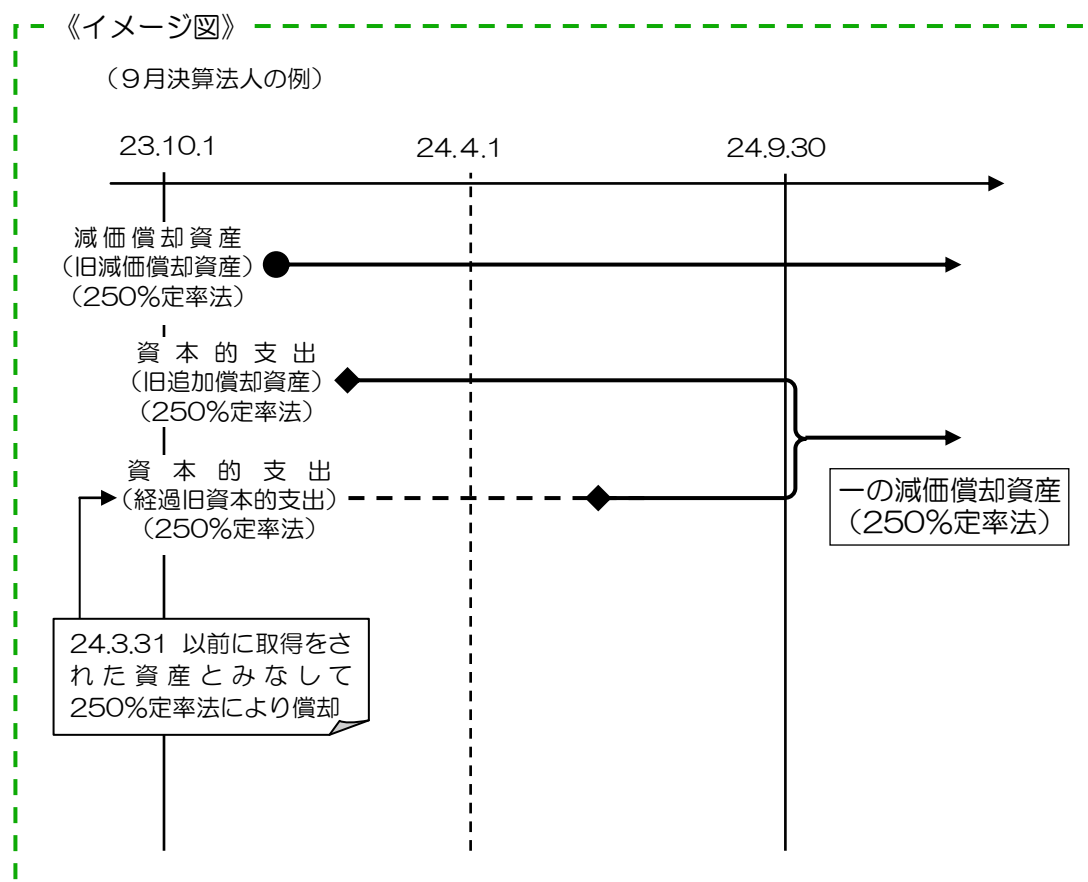 《イメージ図》
（9月決算法人の例）
23.10.1
24.4.1
24.9.30
減価償却資産
（旧減価償却資産）
（250%定率法）
資本的支出
（旧追加償却資産）
（250%定率法）
資本的支出
（経過旧資本的支出）
（250%定率法）
一の減価償却資産
（250%定率法）
24.3.31 以前に取得をさ
れた資産とみなして
250%定率法により償却